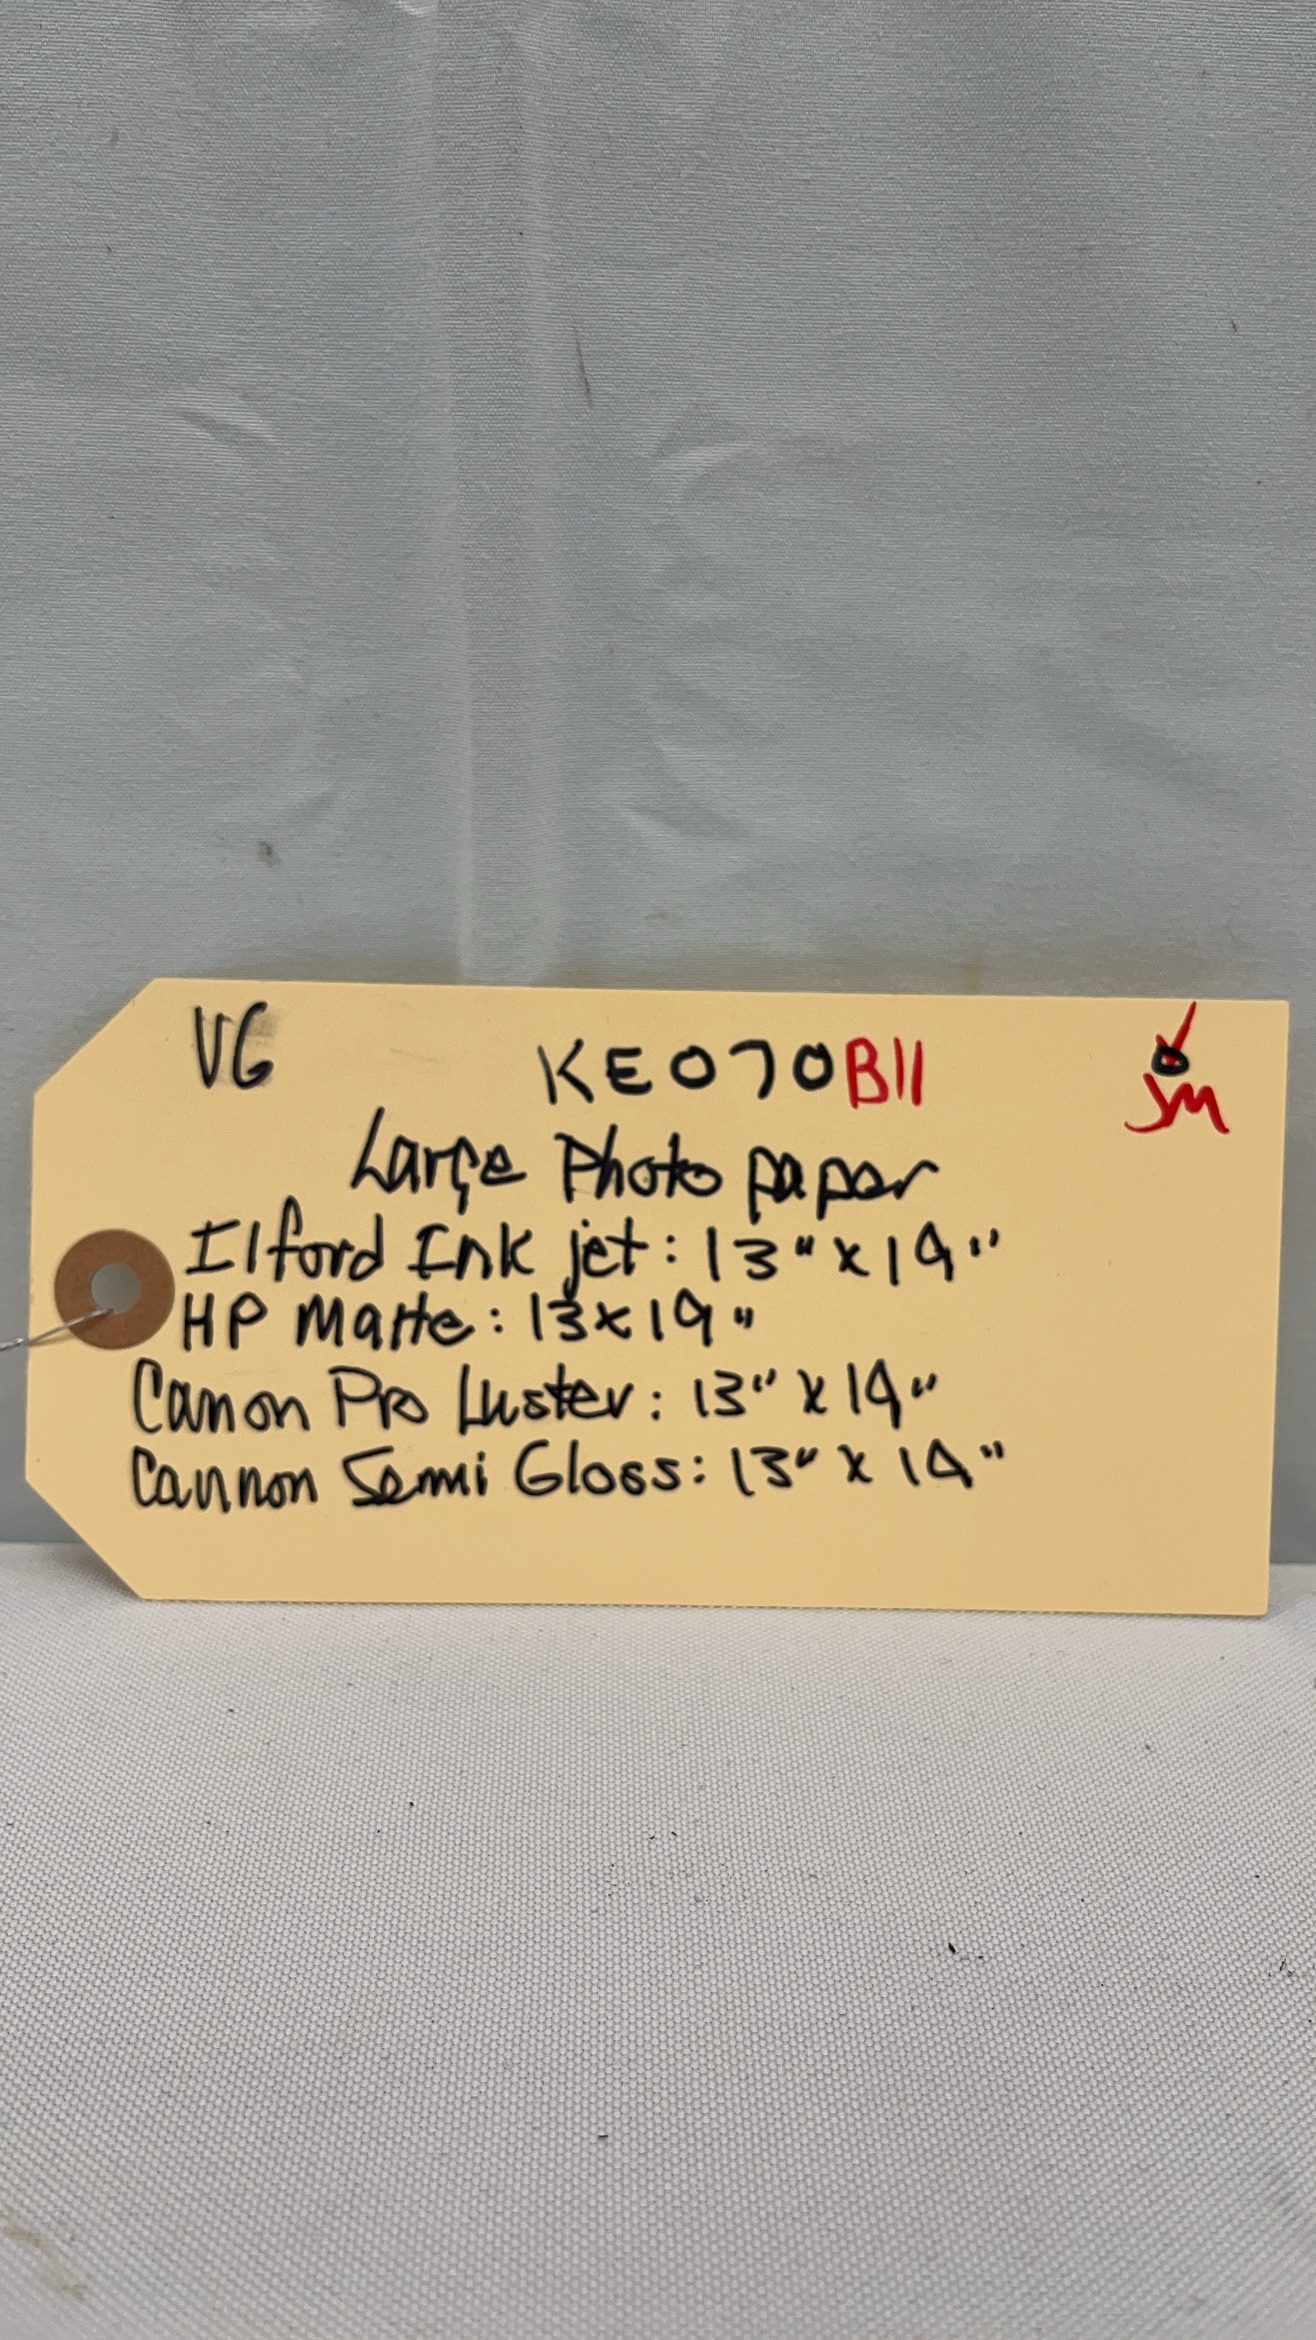 VG KE070B11 JM
Large Photo paper
Ilford Ink jet: 13" x 19"
HP Matte: 13x19"
Canon Pro Luster: 13" x 19"
Cannon Semi Gloss: 13" x 19"